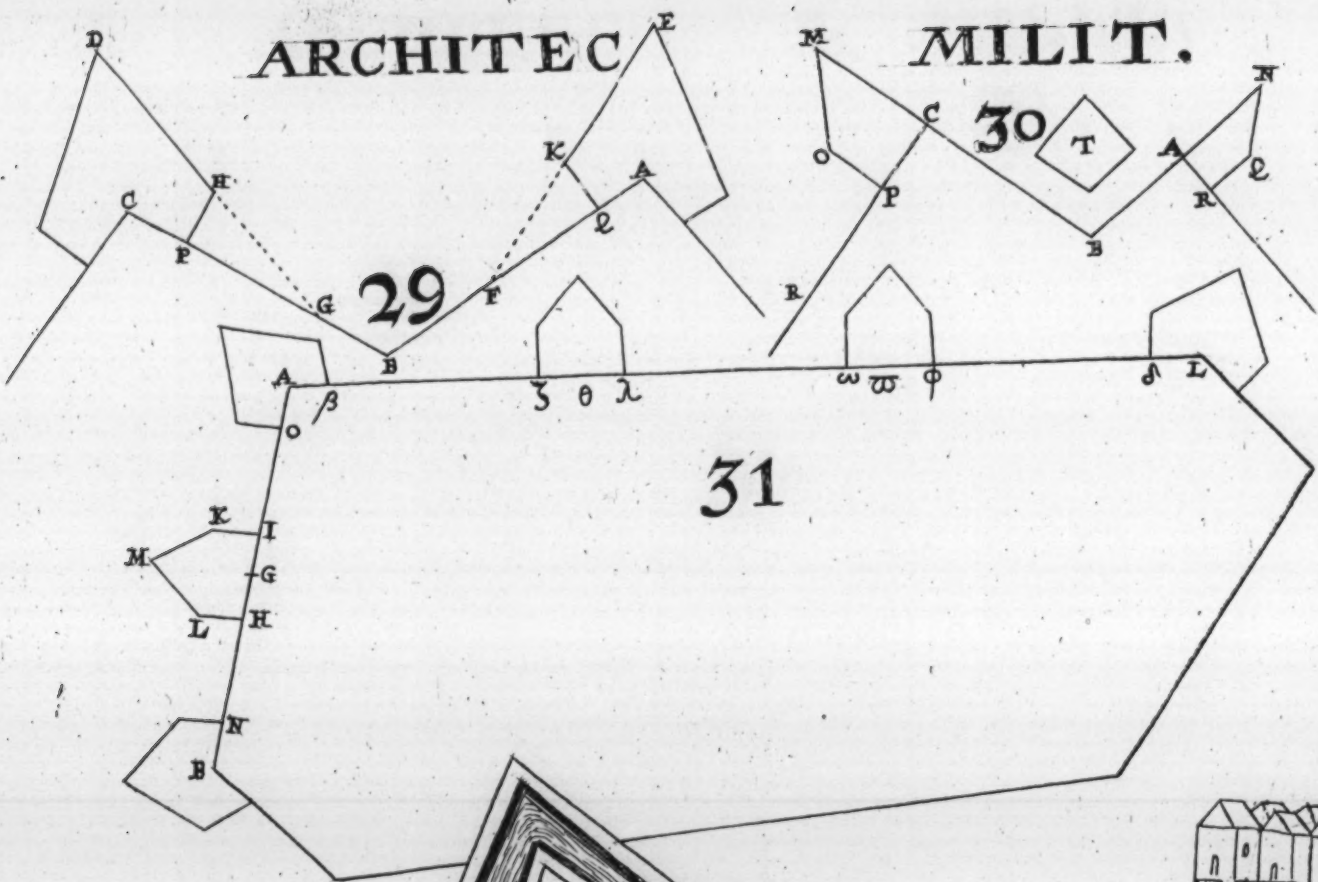 ARCHITEC MILIT.
D E M N
C 30 T A
K A
H O Q
C P R
P Q B
G 29 F R
B
A ω ϖ φ δ L
β ζ θ λ
O
31
K I
M G
L H
N
B